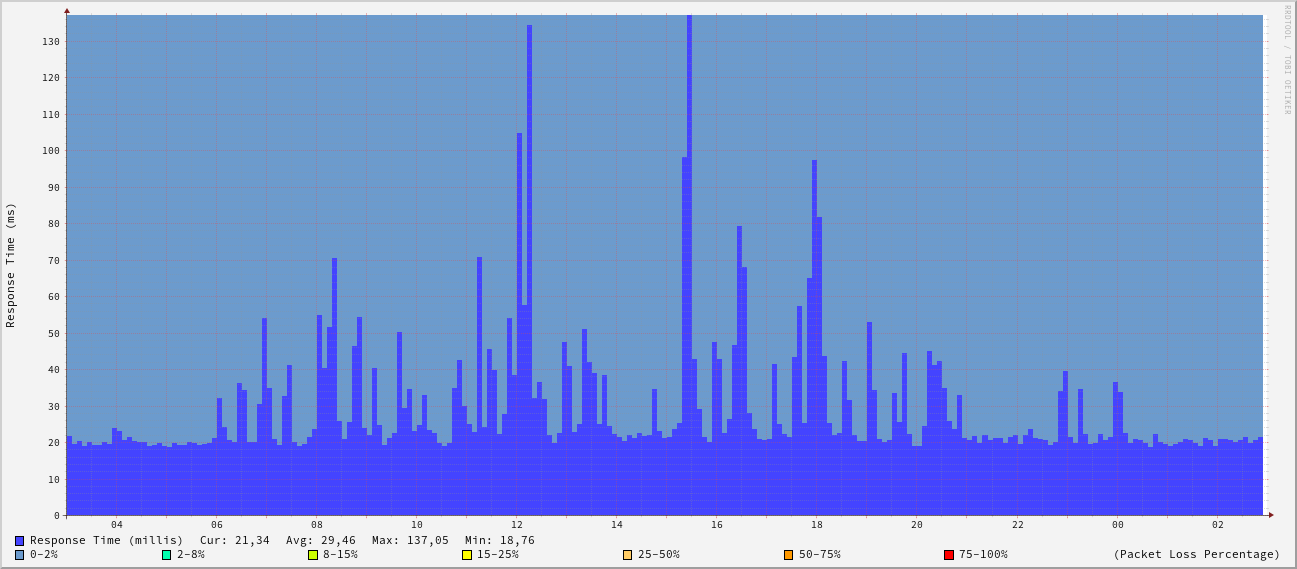 RRDTOOL / TOBI OETIKER
Response Time (ms)
130
120
110
100
90
80
70
60
50
40
30
20
10
0
04 06 08 10 12 14 16 18 20 22 00 02
Response Time (millis) Cur: 21,34 Avg: 29,46 Max: 137,05 Min: 18,76
0-2% 2-8% 8-15% 15-25% 25-50% 50-75% 75-100% (Packet Loss Percentage)